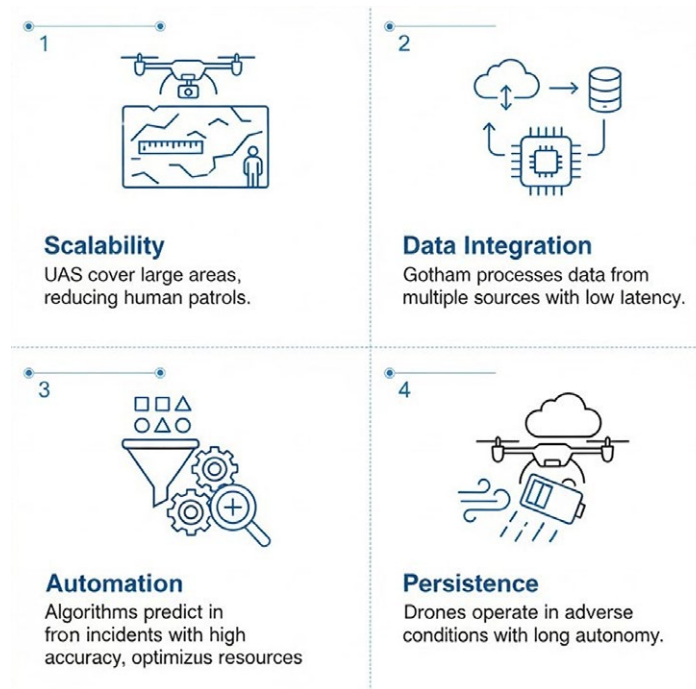 1
Scalability
UAS cover large areas,
reducing human patrols.
2
Data Integration
Gotham processes data from
multiple sources with low latency.
3
Automation
Algorithms predict in
fron incidents with high
accuracy, optimizus resources
4
Persistence
Drones operate in adverse
conditions with long autonomy.